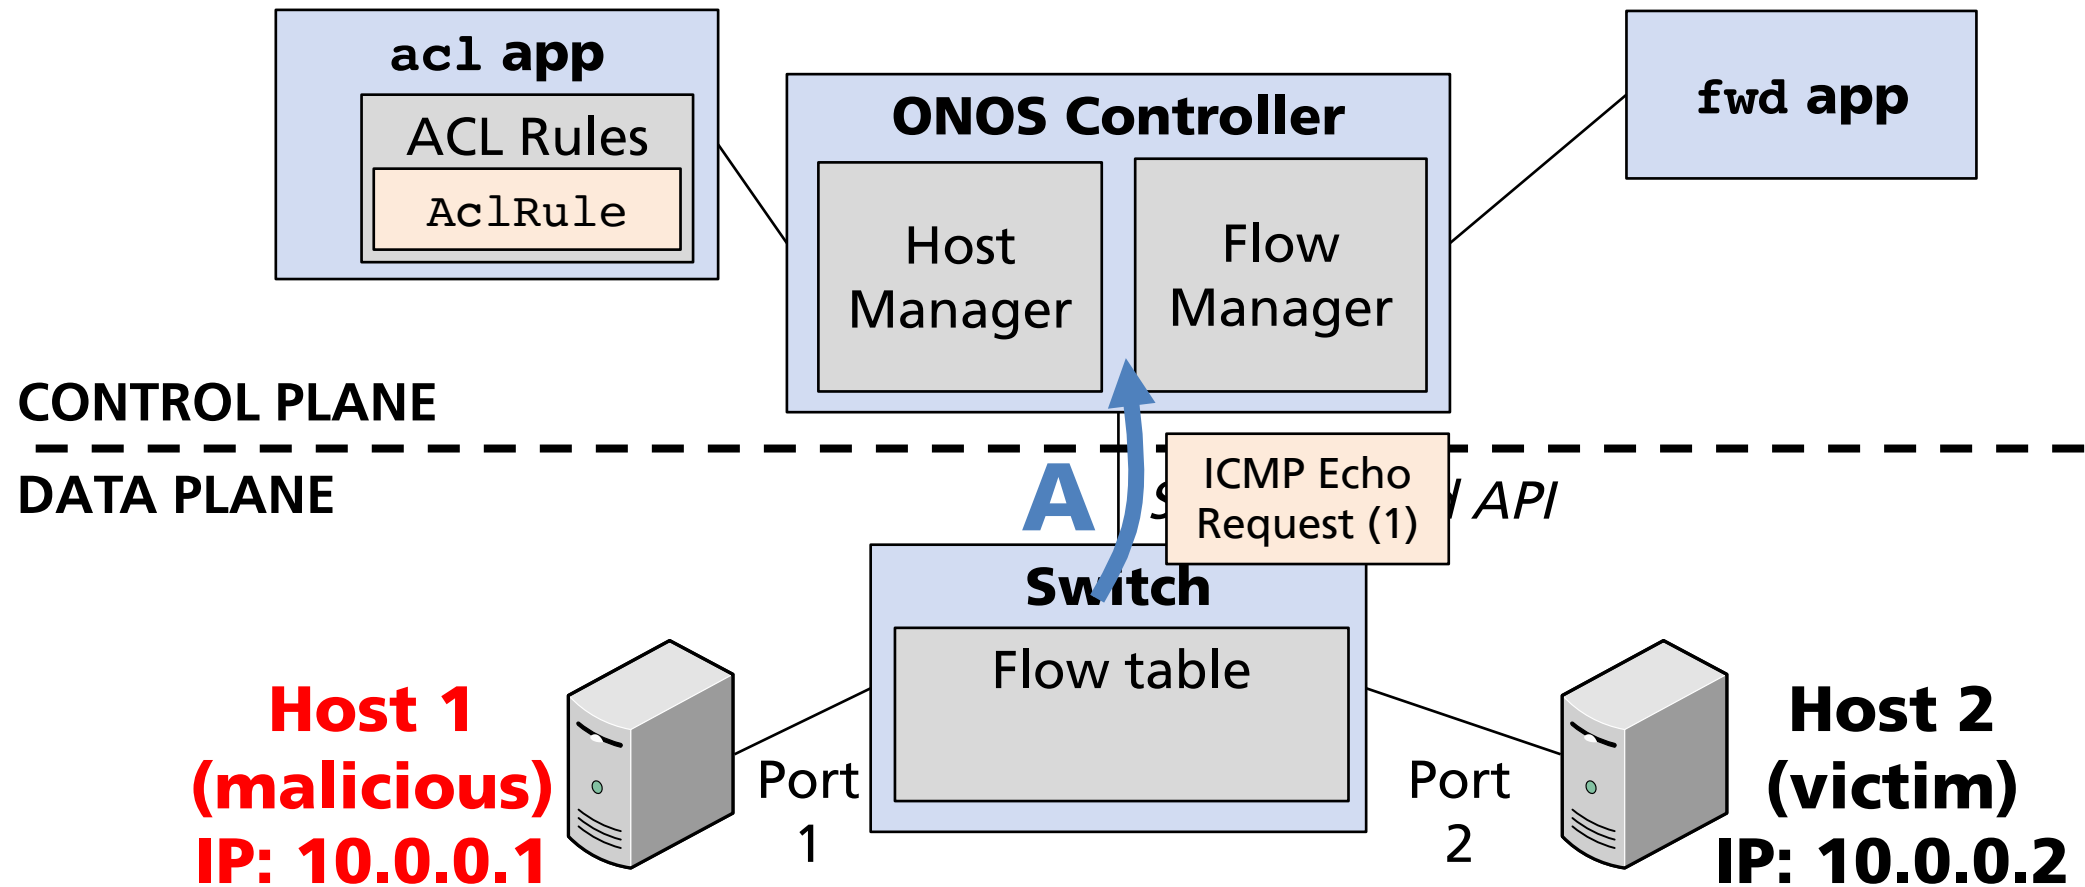 acl app
ACL Rules
AclRule
ONOS Controller
Host
Manager
Flow
Manager
fwd app
CONTROL PLANE
DATA PLANE
A
ICMP Echo
Request (1)
API
Switch
Flow table
Host 1
(malicious)
IP: 10.0.0.1
Port
1
Port
2
Host 2
(victim)
IP: 10.0.0.2